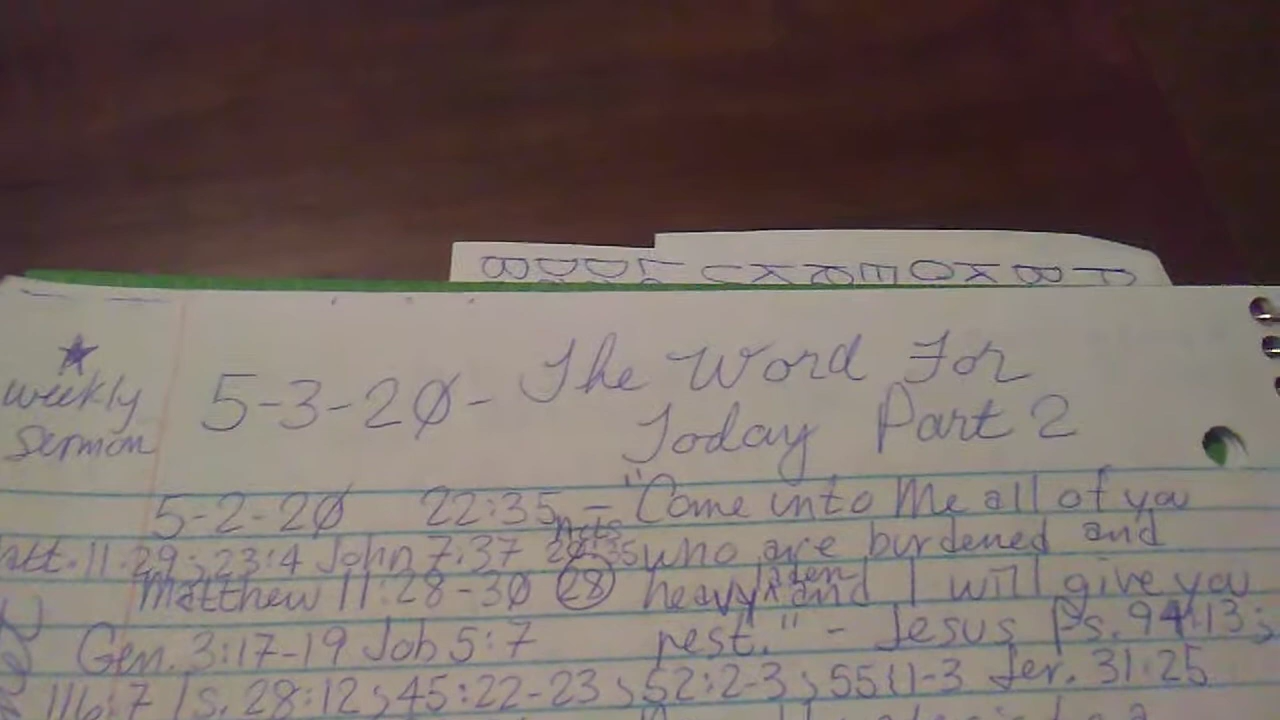 ★ Weekly Sermon
5-3-2Ø- The Word For
Today Part 2
5-2-2Ø 22:35 - "Come into Me all of you
Matt. 11:29; 23:4 John 7:37 Acts 20:35 who are burdened and
Matthew 11:28-3Ø (28) heavy laden and I will give you
Gen. 3:17-19 Job 5:7 rest." - Jesus Ps. 94:13;
116:7 Is. 28:12; 45:22-23; 52:2-3; 55:1-3 Jer. 31:25